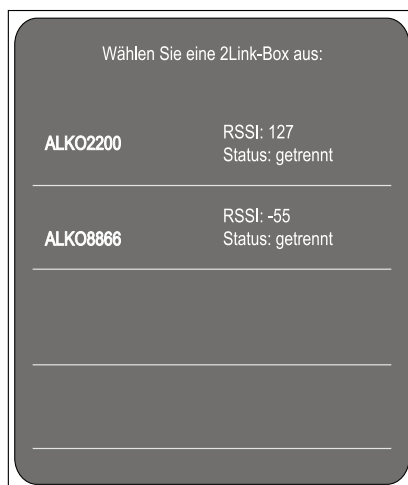 Wählen Sie eine 2Link-Box aus:
ALKO2200
RSSI: 127
Status: getrennt
ALKO8866
RSSI: -55
Status: getrennt